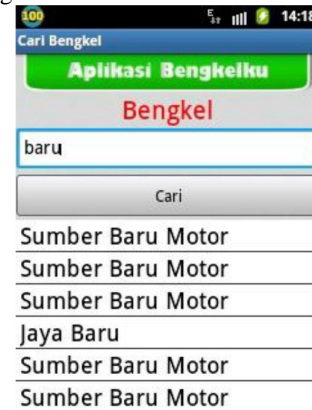 100 E 14:18
Cari Bengkel
Aplikasi Bengkelku
Bengkel
baru
Cari
Sumber Baru Motor
Sumber Baru Motor
Sumber Baru Motor
Jaya Baru
Sumber Baru Motor
Sumber Baru Motor